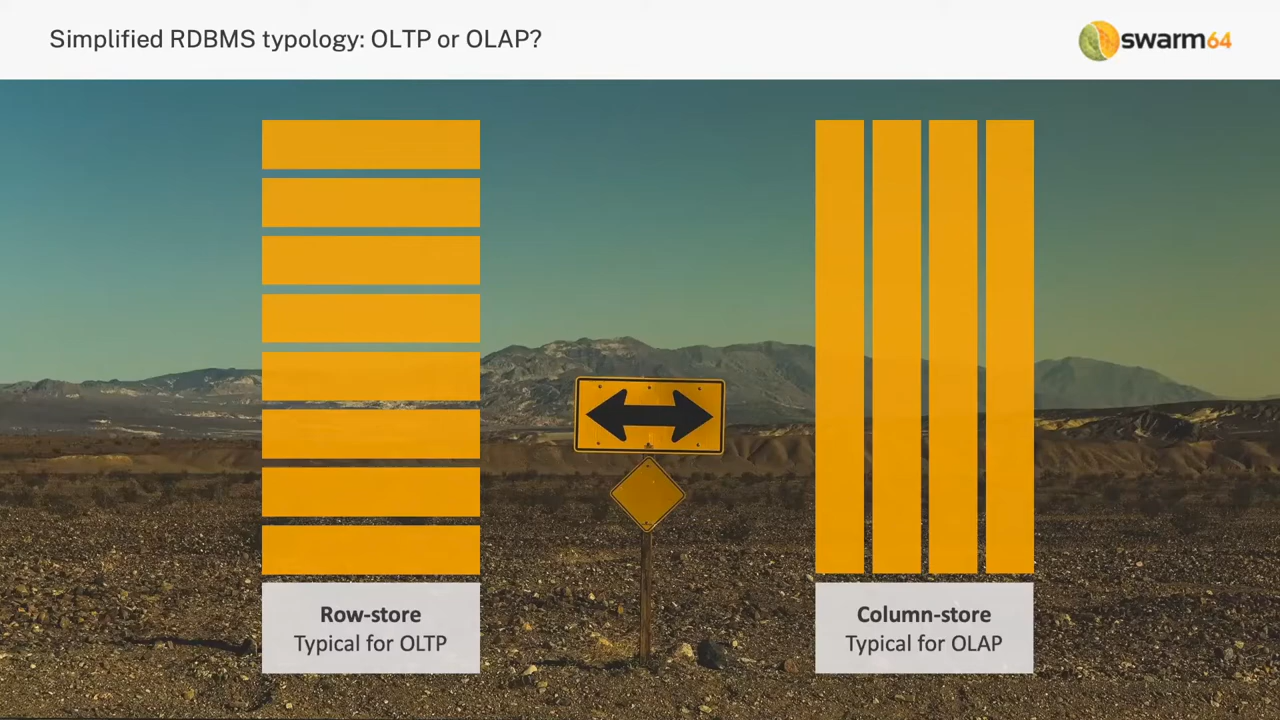 Simplified RDBMS typology: OLTP or OLAP?
swarm64
Row-store
Typical for OLTP
Column-store
Typical for OLAP